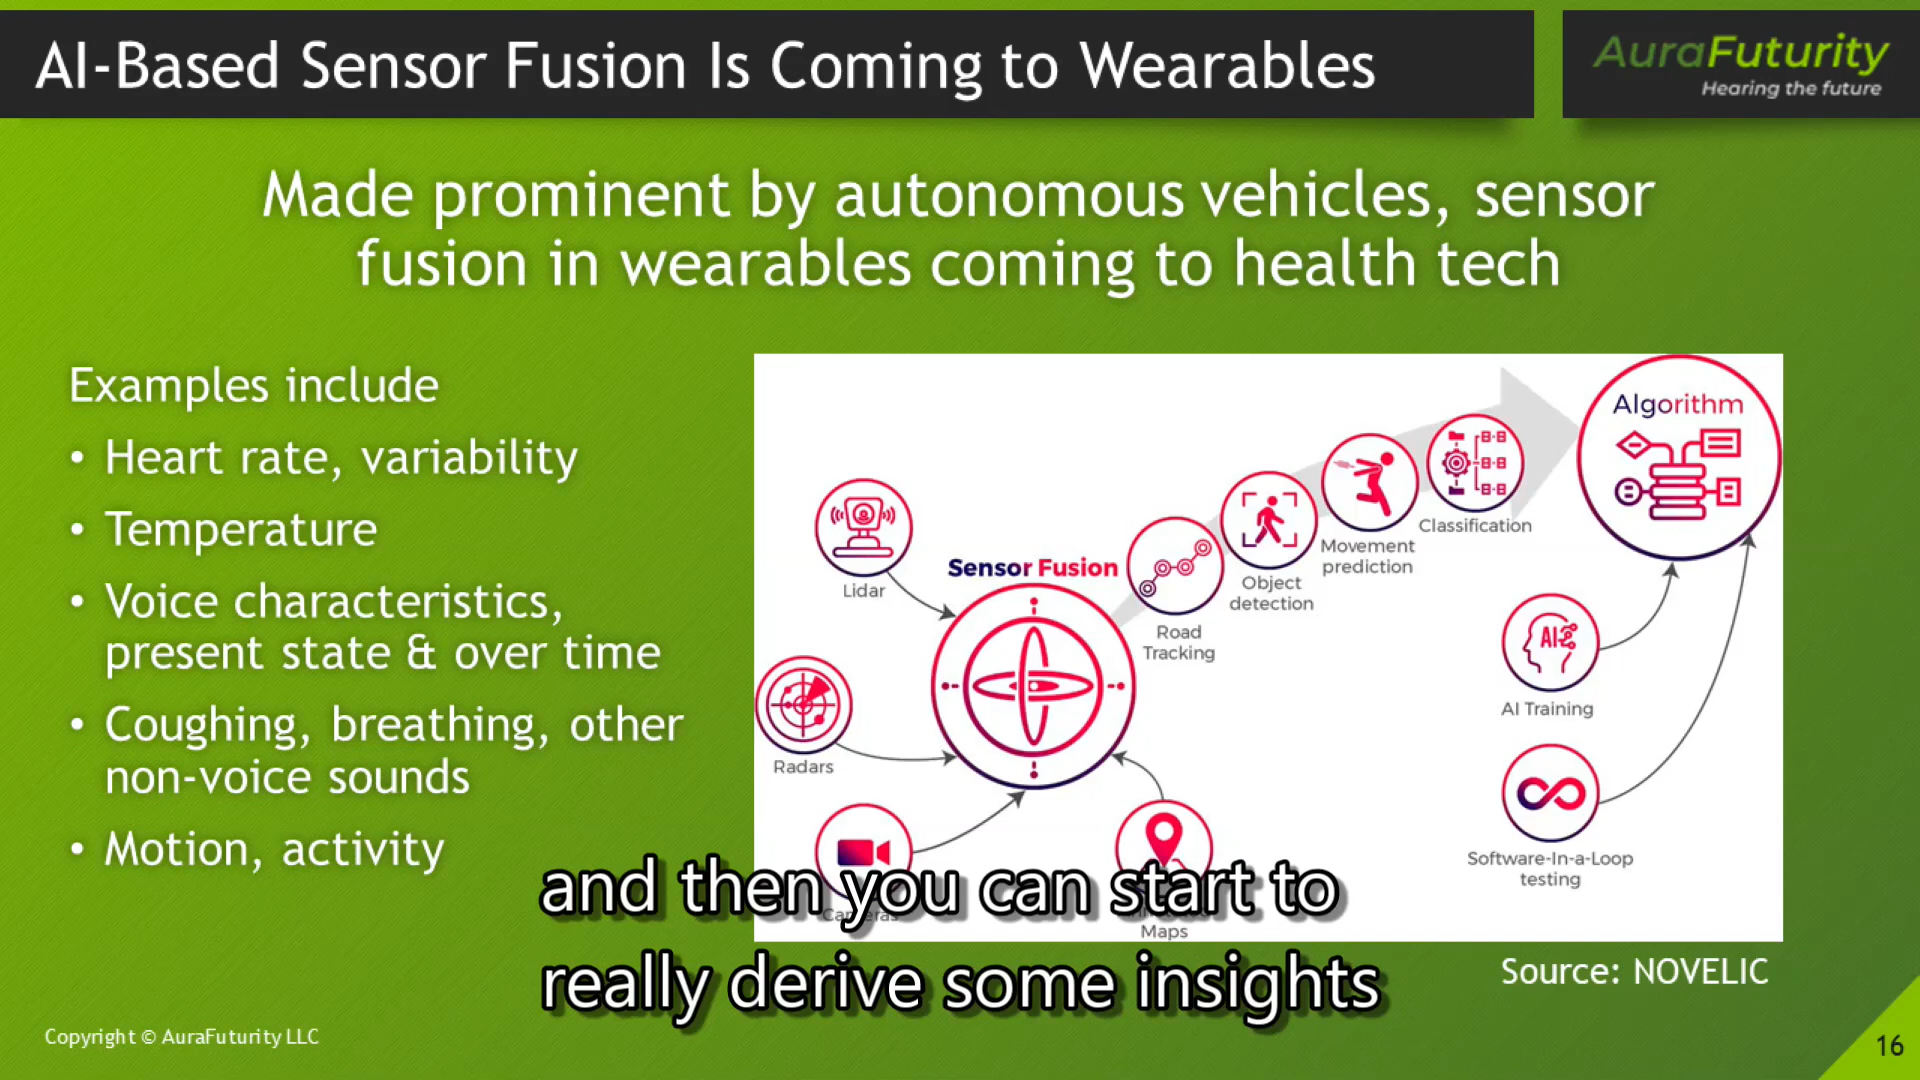 AI-Based Sensor Fusion Is Coming to Wearables
AuraFuturity
Hearing the future
Made prominent by autonomous vehicles, sensor
fusion in wearables coming to health tech
Examples include
• Heart rate, variability
• Temperature
• Voice characteristics,
present state & over time
• Coughing, breathing, other
non-voice sounds
• Motion, activity
Lidar
Radars
Cameras
Maps
Sensor Fusion
Road
Tracking
Object
detection
Movement
prediction
Classification
Algorithm
AI
AI Training
Software-In-a-Loop
testing
and then you can start to
really derive some insights
Source: NOVELIC
Copyright © AuraFuturity LLC
16